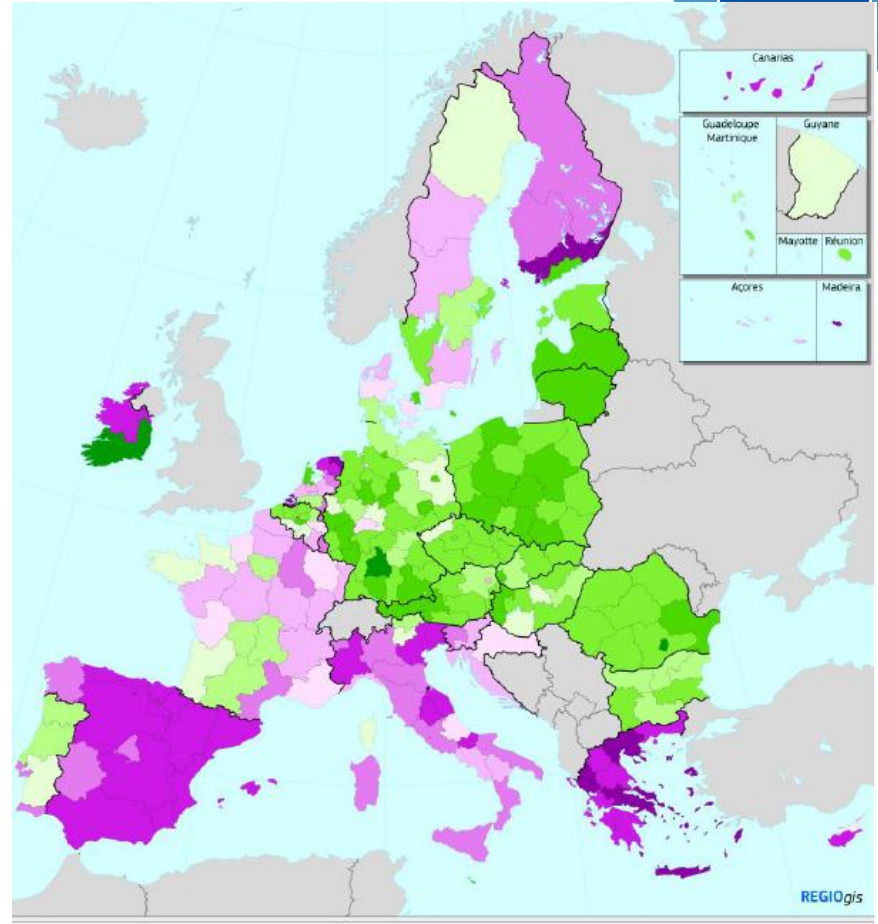 Canarias
Guadeloupe
Martinique
Guyane
Mayotte
Réunion
Açores
Madeira
REGIOgis